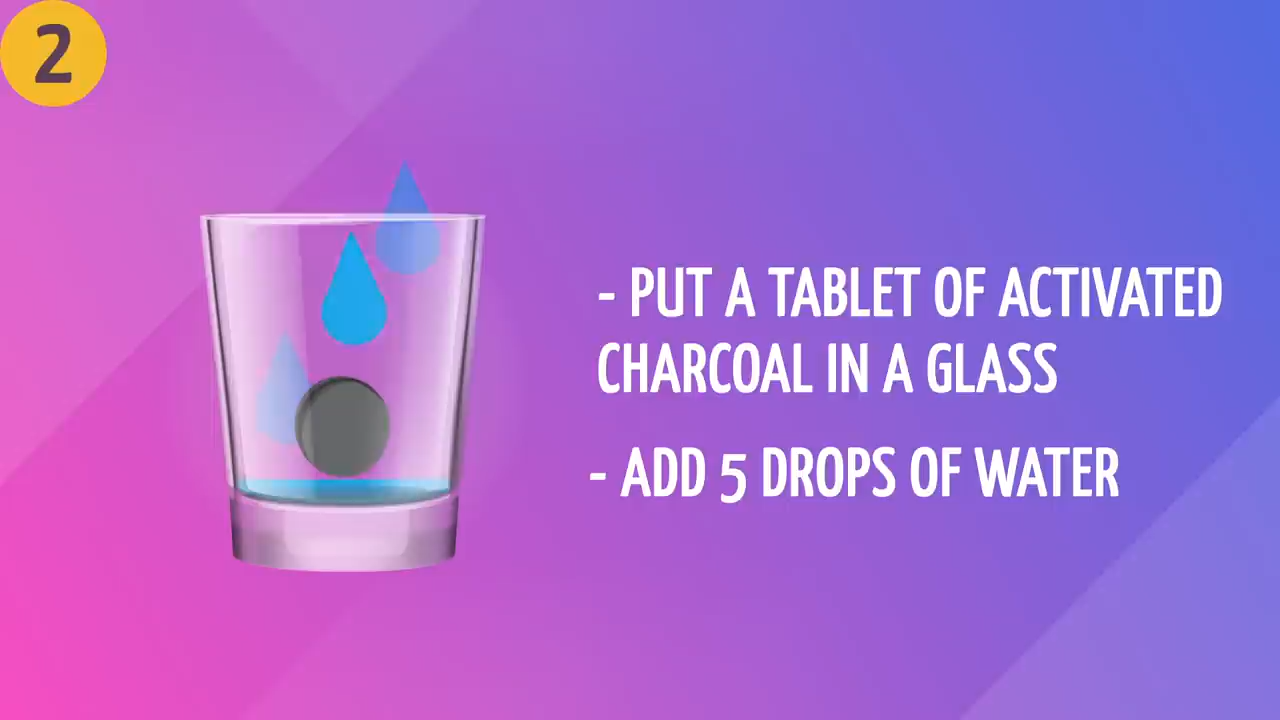 2
- PUT A TABLET OF ACTIVATED
CHARCOAL IN A GLASS
- ADD 5 DROPS OF WATER